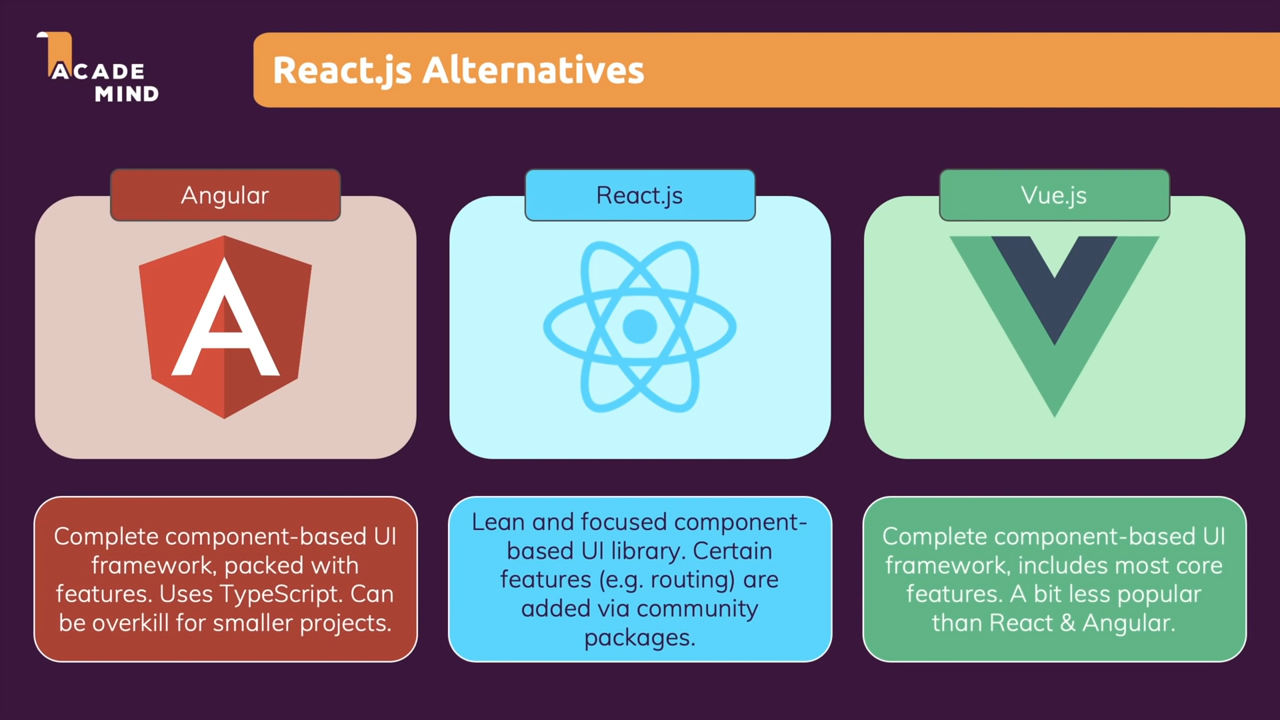 ACADE
MIND
React.js Alternatives
Angular
Complete component-based UI
framework, packed with
features. Uses TypeScript. Can
be overkill for smaller projects.
React.js
Lean and focused component-
based UI library. Certain
features (e.g. routing) are
added via community
packages.
Vue.js
Complete component-based UI
framework, includes most core
features. A bit less popular
than React & Angular.